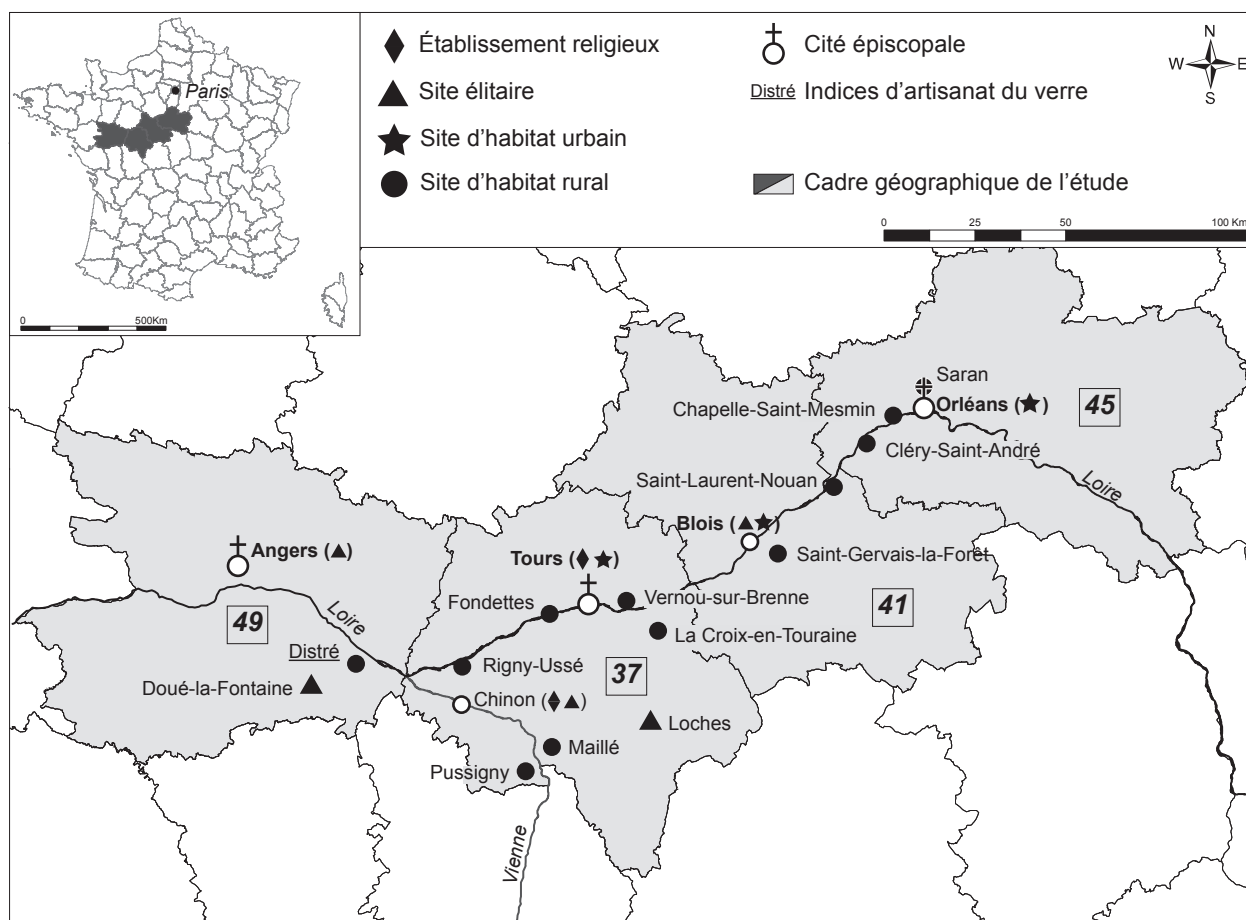 Paris
0 500Km
Établissement religieux
Site élitaire
Site d'habitat urbain
Site d'habitat rural
Cité épiscopale
Distré Indices d'artisanat du verre
Cadre géographique de l'étude
N
W E
S
0 25 50 100 Km
Saran
Orléans (★)
Chapelle-Saint-Mesmin
45
Cléry-Saint-André
Loire
Saint-Laurent-Nouan
Blois (▲★)
Saint-Gervais-la-Forêt
Angers (▲)
Tours (♦★)
Fondettes
Vernou-sur-Brenne
41
Loire
49
La Croix-en-Touraine
Distré
Rigny-Ussé
37
Doué-la-Fontaine
Chinon (♦▲)
Loches
Maillé
Pussigny
Vienne